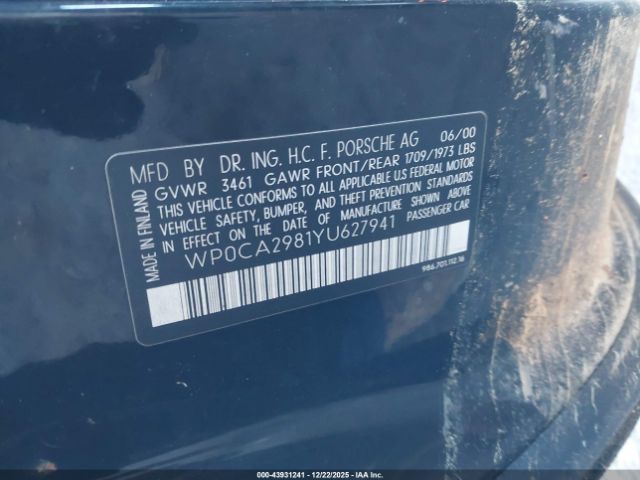 MFD BY DR. ING. H.C. F. PORSCHE AG 06/00
GVWR 3461 GAWR FRONT/REAR 1709/1973 LBS
THIS VEHICLE CONFORMS TO ALL APPLICABLE US FEDERAL MOTOR
VEHICLE SAFETY, BUMPER, AND THEFT PREVENTION STANDARDS
IN EFFECT ON THE DATE OF MANUFACTURE SHOWN ABOVE.
WP0CA2981YU627941 PASSENGER CAR
986.701.112.16
MADE IN FINLAND
000-43931241 - 12/22/2025 - IAA Inc.